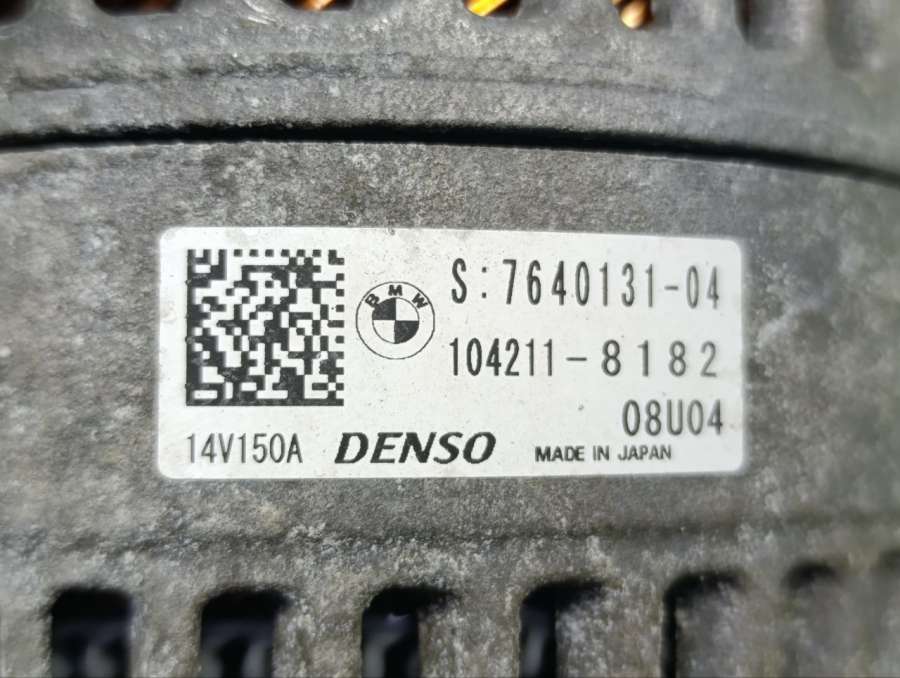 BMW
S:7640131-04
104211-8182
08U04
14V150A DENSO MADE IN JAPAN